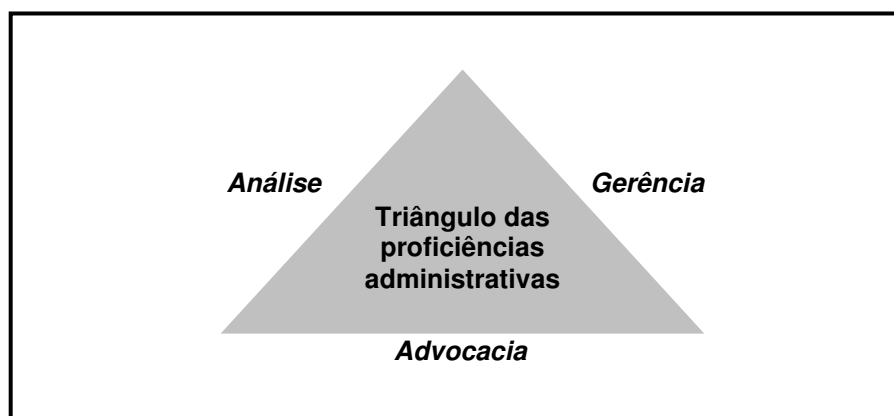 Análise
Gerência
Triângulo das
proficiências
administrativas
Advocacia